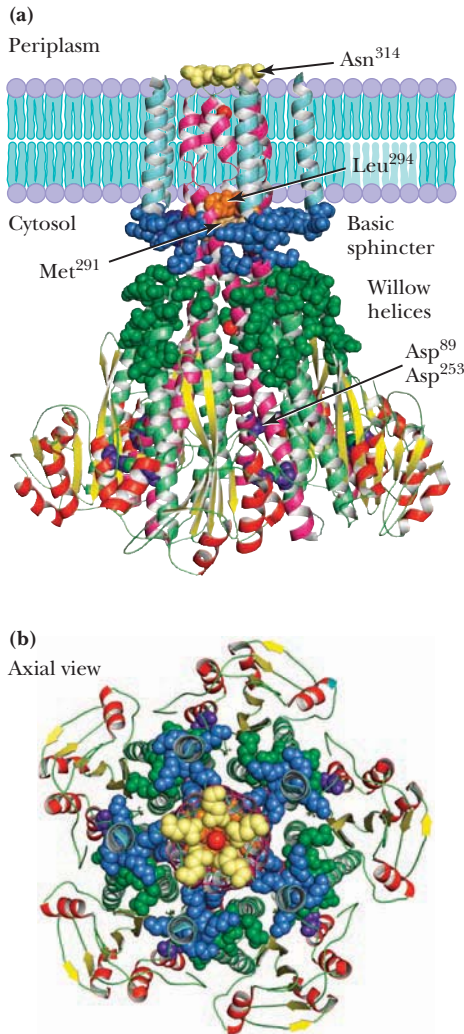 (a)
Periplasm
Asn³¹⁴
Leu²⁹⁴
Cytosol
Basic
sphincter
Met²⁹¹
Willow
helices
Asp⁸⁹
Asp²⁵³
(b)
Axial view